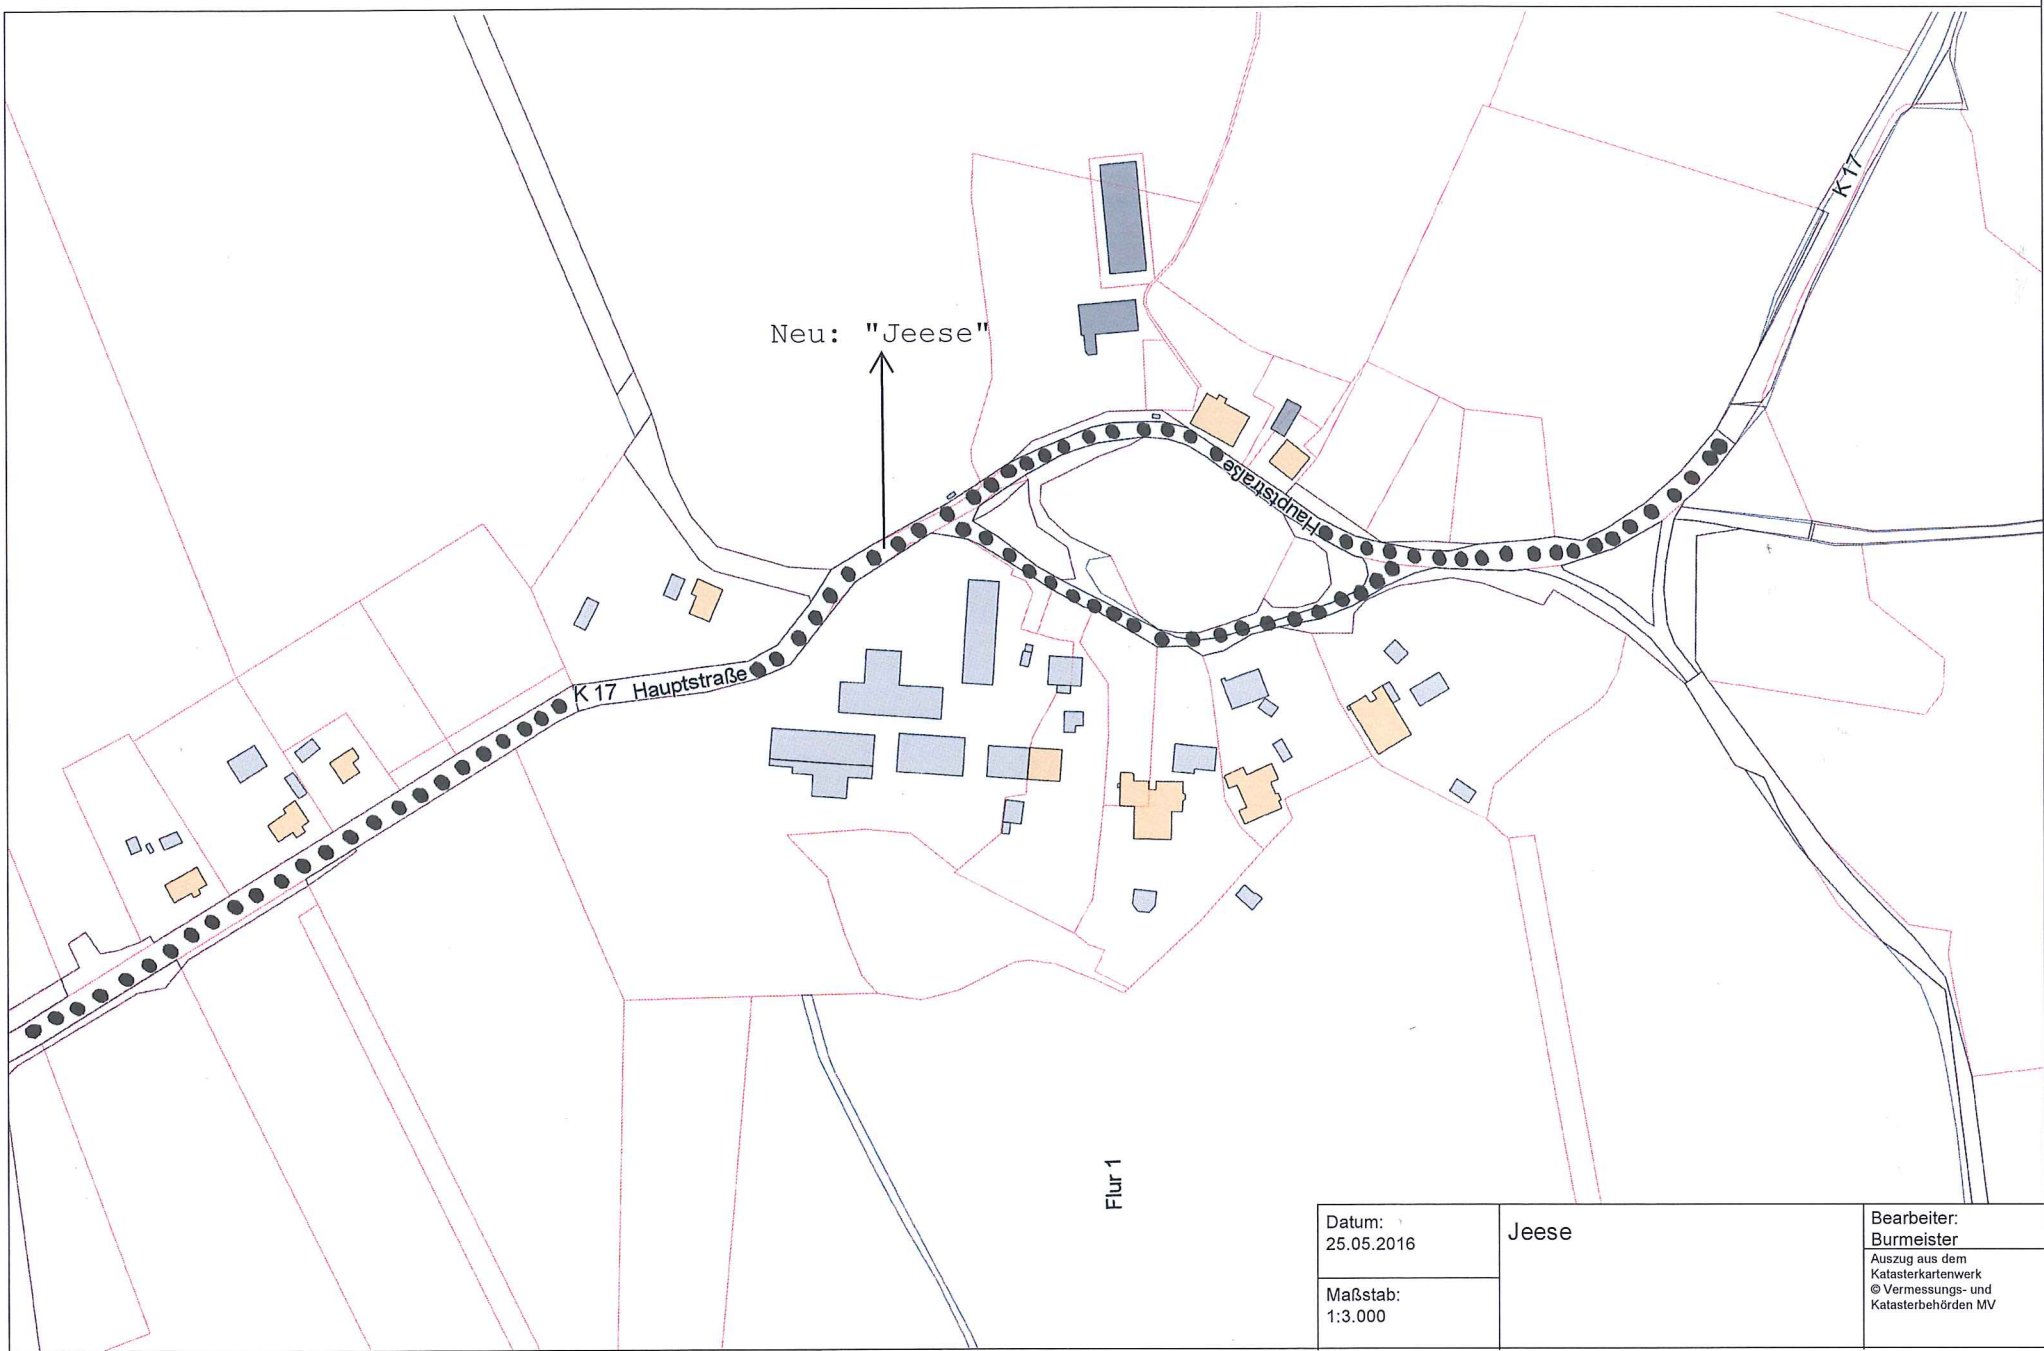 K 17
Neu: "Jeese"
Hauptstraße
K 17 Hauptstraße
Flur 1
Datum:
25.05.2016
Maßstab:
1:3.000
Jeese
Bearbeiter:
Burmeister
Auszug aus dem
Katasterkartenwerk
© Vermessungs- und
Katasterbehörden MV